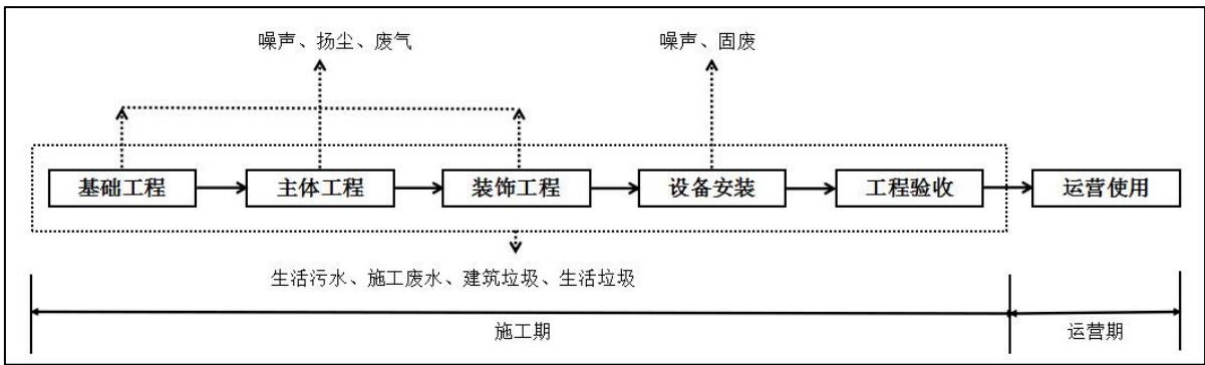 噪声、扬尘、废气
噪声、固废
基础工程
主体工程
装饰工程
设备安装
工程验收
运营使用
生活污水、施工废水、建筑垃圾、生活垃圾
施工期
运营期